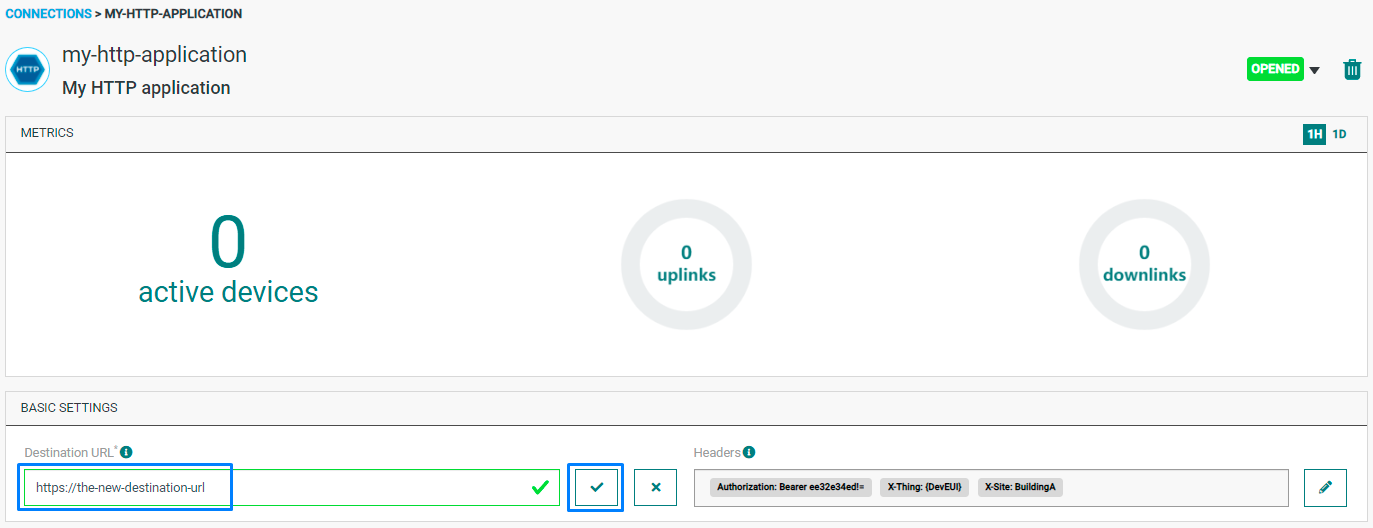 CONNECTIONS > MY-HTTP-APPLICATION
HTTP
my-http-application
My HTTP application
OPENED
METRICS
1H 1D
0
active devices
0
uplinks
0
downlinks
BASIC SETTINGS
Destination URL*
Headers
https://the-new-destination-url
Authorization: Bearer ee32e34ed!= X-Thing: {DevEUI} X-Site: BuildingA